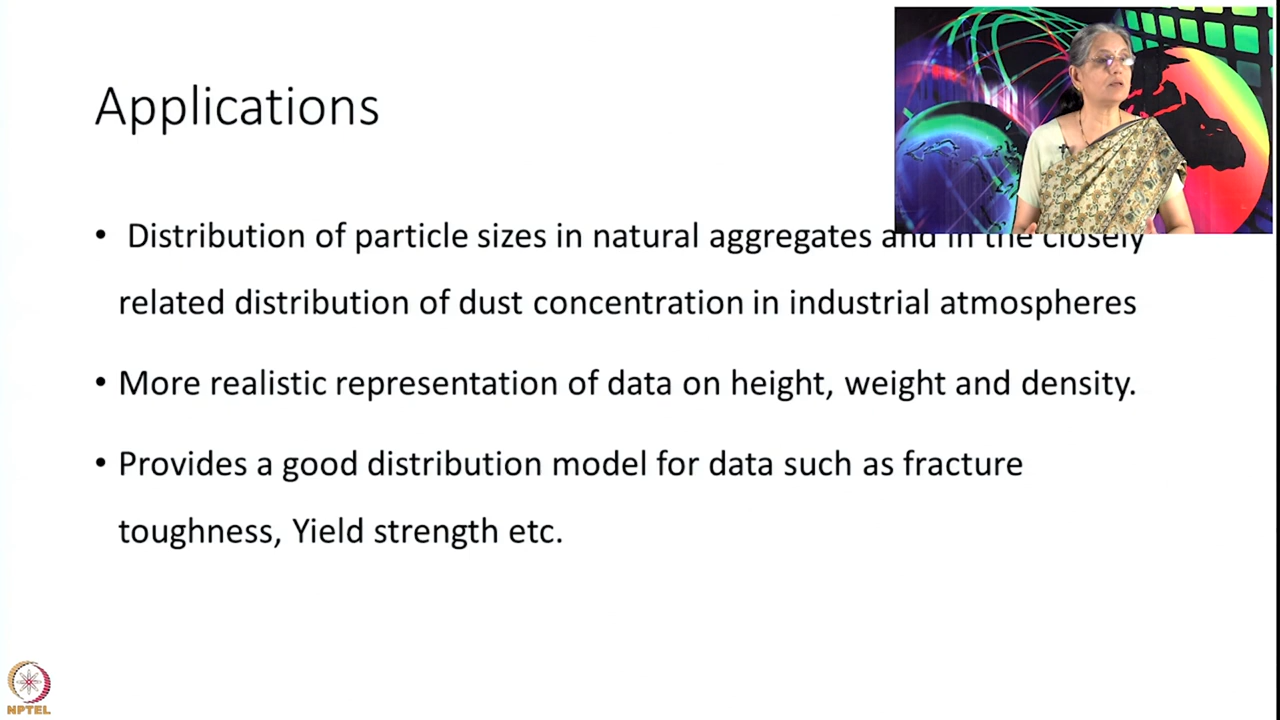 Applications
• Distribution of particle sizes in natural aggregates and in the closely
related distribution of dust concentration in industrial atmospheres
• More realistic representation of data on height, weight and density.
• Provides a good distribution model for data such as fracture
toughness, Yield strength etc.
NPTEL